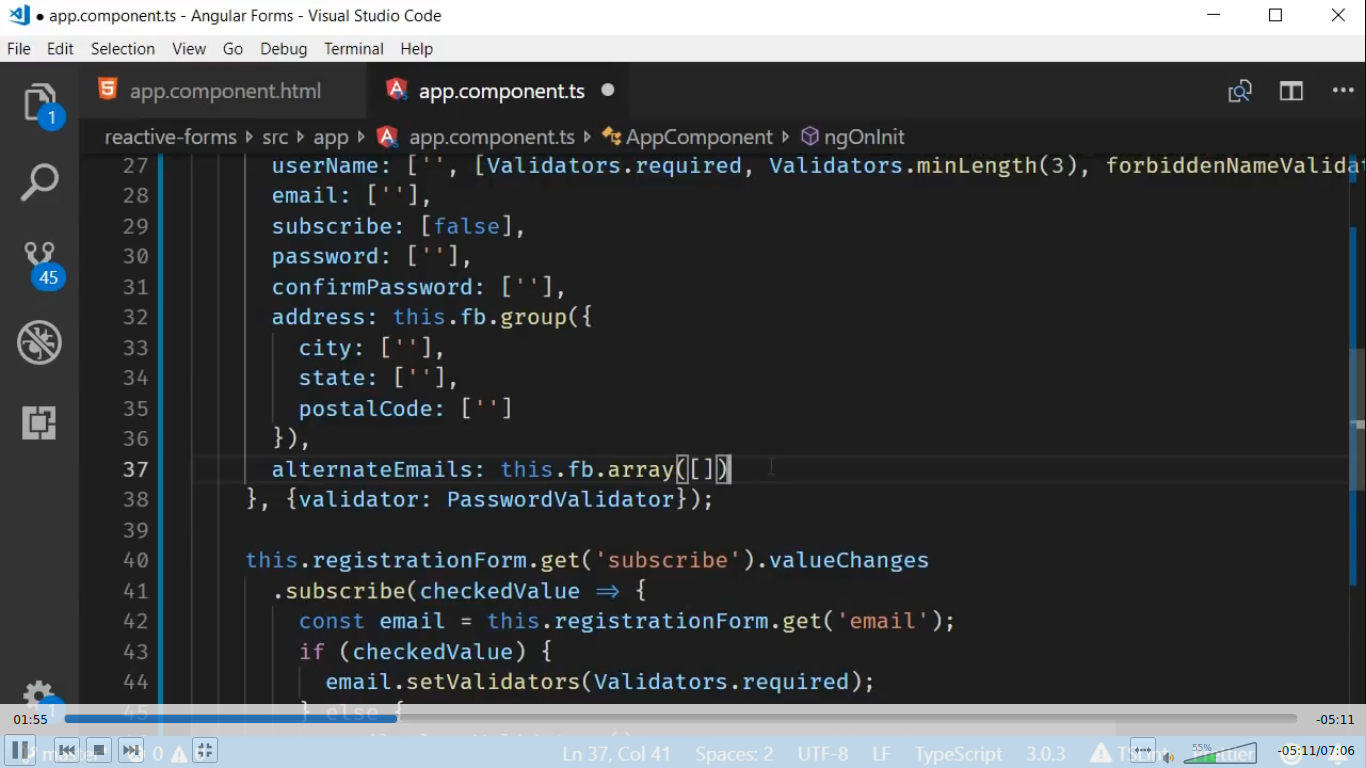 ● app.component.ts - Angular Forms - Visual Studio Code
File Edit Selection View Go Debug Terminal Help
app.component.html app.component.ts ●
1
reactive-forms src app app.component.ts AppComponent ngOnInit
27 userName: ['', [Validators.required, Validators.minLength(3), forbiddenNameValida
28 email: [''],
29 subscribe: [false],
30 password: [''],
45
31 confirmPassword: [''],
32 address: this.fb.group({
33 city: [''],
34 state: [''],
35 postalCode: ['']
36 }),
37 alternateEmails: this.fb.array([])
38 }, {validator: PasswordValidator});
39
40 this.registrationForm.get('subscribe').valueChanges
41 .subscribe(checkedValue => {
42 const email = this.registrationForm.get('email');
43 if (checkedValue) {
44 email.setValidators(Validators.required);
1
45 } else {
01:55 -05:11
0 Ln 37, Col 41 Spaces: 2 UTF-8 LF TypeScript 3.0.3 55% -05:11/07:06